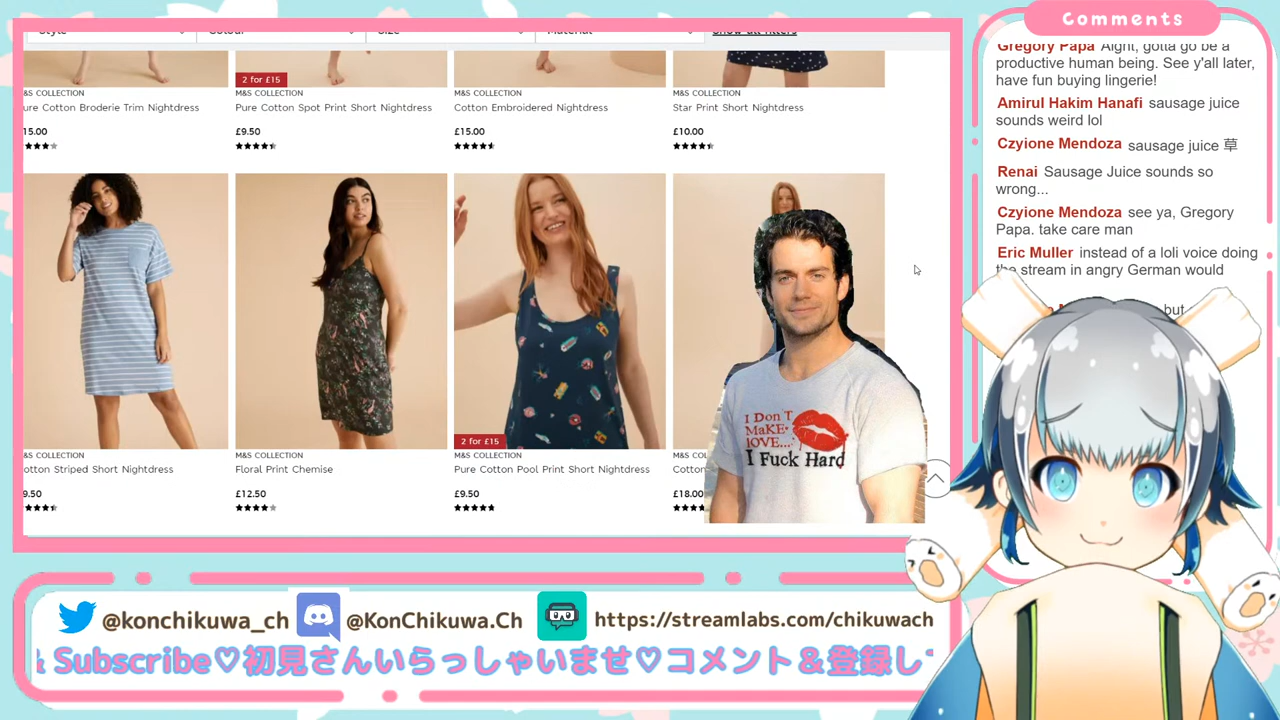 Show all filters
2 for £15
M&S COLLECTION
M&S COLLECTION
M&S COLLECTION
M&S COLLECTION
ure Cotton Broderie Trim Nightdress
Pure Cotton Spot Print Short Nightdress
Cotton Embroidered Nightdress
Star Print Short Nightdress
15.00
£9.50
£15.00
£10.00
2 for £15
M&S COLLECTION
M&S COLLECTION
M&S COLLECTION
M&S
otton Striped Short Nightdress
Floral Print Chemise
Pure Cotton Pool Print Short Nightdress
Cotto
9.50
£12.50
£9.50
£18.00
I Don T
MaKE
lOVE...
I Fuck Hard
Comments
Gregory Papa Aight, gotta go be a
productive human being. See y'all later,
have fun buying lingerie!
Amirul Hakim Hanafi sausage juice
sounds weird lol
Czyione Mendoza sausage juice 草
Renai Sausage Juice sounds so
wrong...
Czyione Mendoza see ya, Gregory
Papa. take care man
Eric Muller instead of a loli voice doing
the stream in angry German would
but
@konchikuwa_ch
@KonChikuwa.Ch
https://streamlabs.com/chikuwach
& Subscribe♡初見さんいらっしゃいませ♡コメント＆登録し